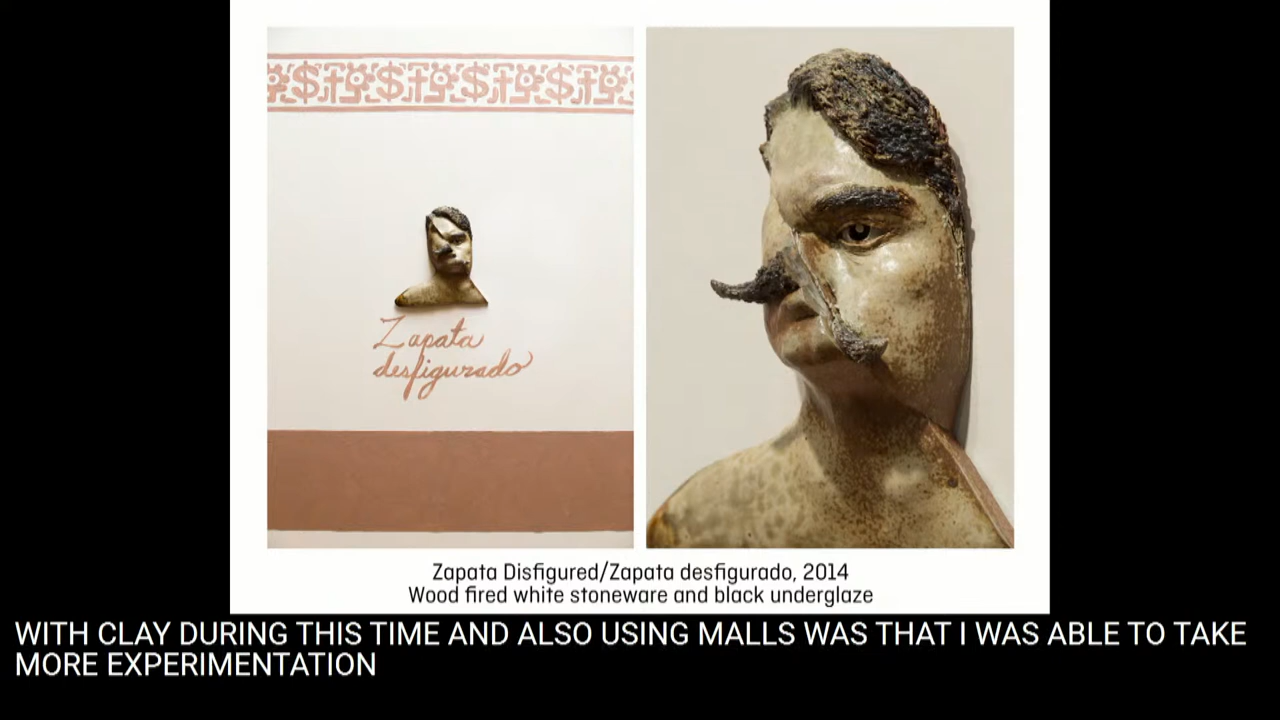 Zapata
desfigurado
Zapata Disfigured/Zapata desfigurado, 2014
Wood fired white stoneware and black underglaze
WITH CLAY DURING THIS TIME AND ALSO USING MALLS WAS THAT I WAS ABLE TO TAKE
MORE EXPERIMENTATION